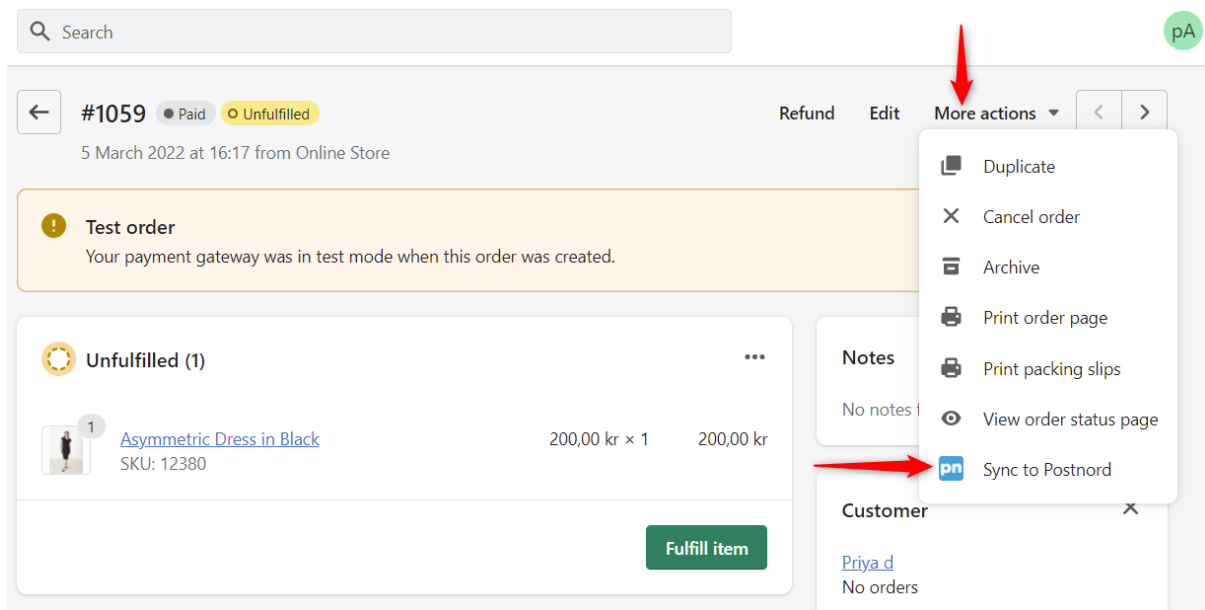 Search
pA
#1059 Paid Unfulfilled
Refund Edit More actions
5 March 2022 at 16:17 from Online Store
Duplicate
Cancel order
Archive
Print order page
Print packing slips
View order status page
pn Sync to Postnord
Test order
Your payment gateway was in test mode when this order was created.
Unfulfilled (1)
1
Asymmetric Dress in Black 200,00 kr × 1 200,00 kr
SKU: 12380
Fulfill item
Notes
No notes
Customer
Priya d
No orders